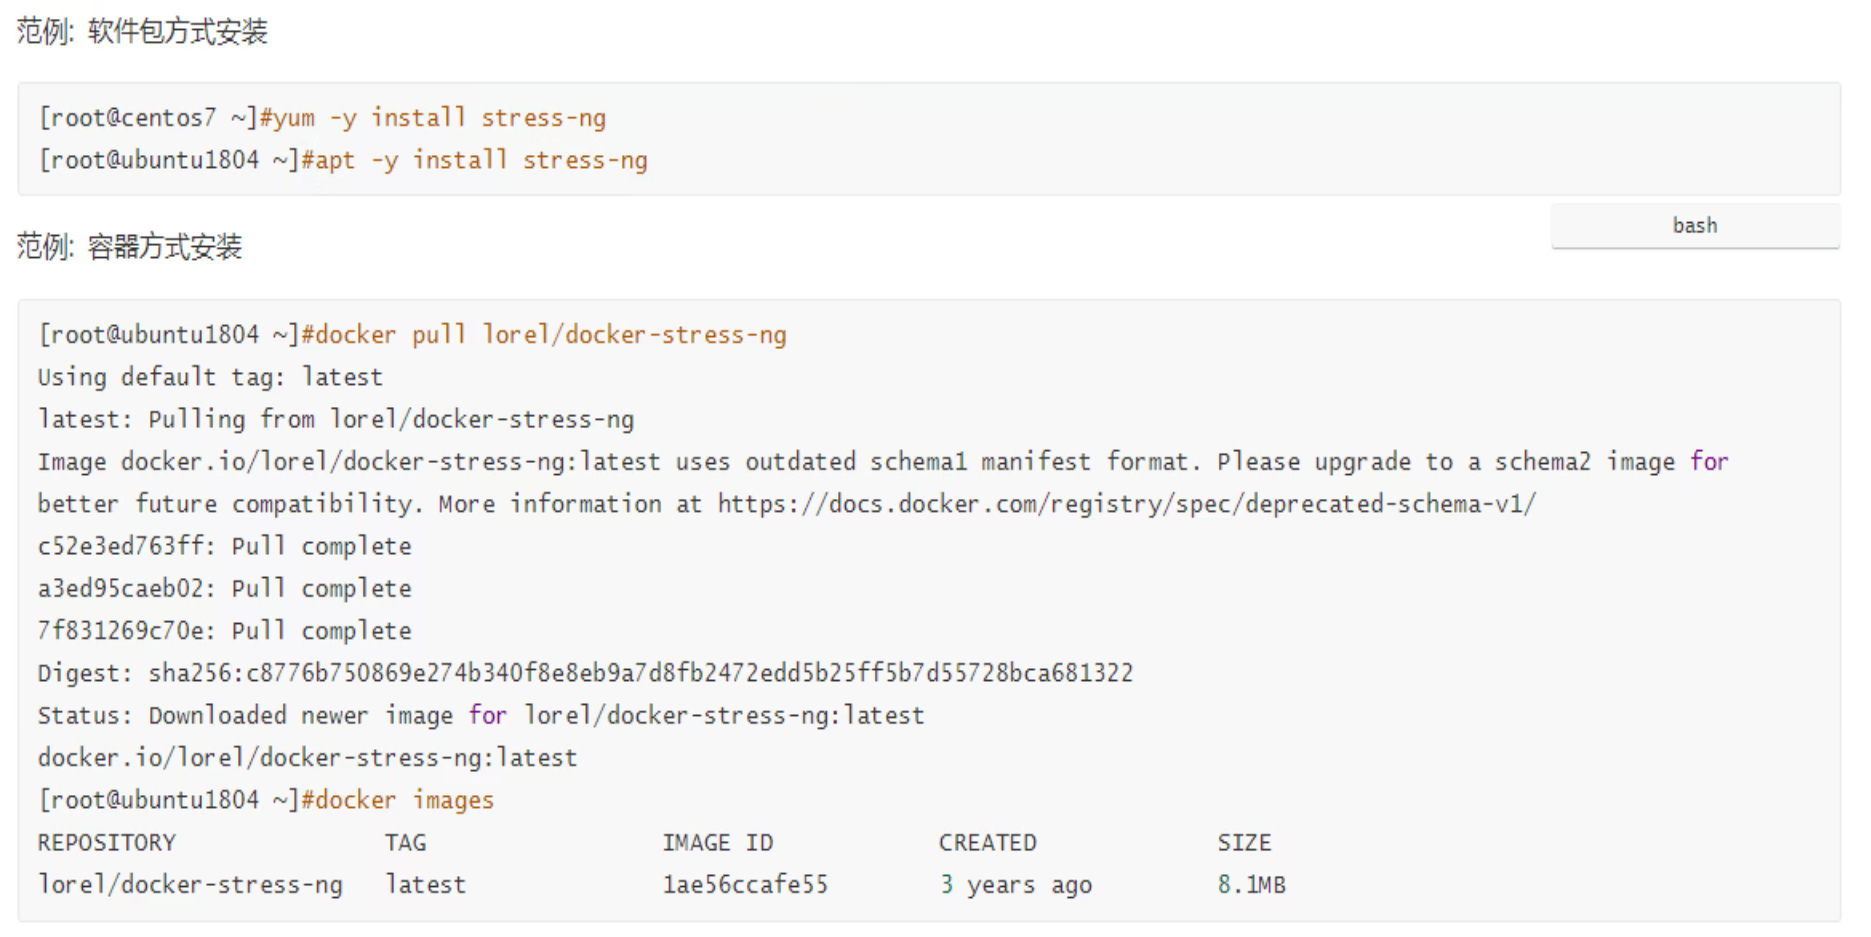 范例: 软件包方式安装
[root@centos7 ~]#yum -y install stress-ng
[root@ubuntu1804 ~]#apt -y install stress-ng
bash
范例: 容器方式安装
[root@ubuntu1804 ~]#docker pull lorel/docker-stress-ng
Using default tag: latest
latest: Pulling from lorel/docker-stress-ng
Image docker.io/lorel/docker-stress-ng:latest uses outdated schema1 manifest format. Please upgrade to a schema2 image for
better future compatibility. More information at https://docs.docker.com/registry/spec/deprecated-schema-v1/
c52e3ed763ff: Pull complete
a3ed95caeb02: Pull complete
7f831269c70e: Pull complete
Digest: sha256:c8776b750869e274b340f8e8eb9a7d8fb2472edd5b25ff5b7d55728bca681322
Status: Downloaded newer image for lorel/docker-stress-ng:latest
docker.io/lorel/docker-stress-ng:latest
[root@ubuntu1804 ~]#docker images
REPOSITORY TAG IMAGE ID CREATED SIZE
lorel/docker-stress-ng latest 1ae56ccafe55 3 years ago 8.1MB